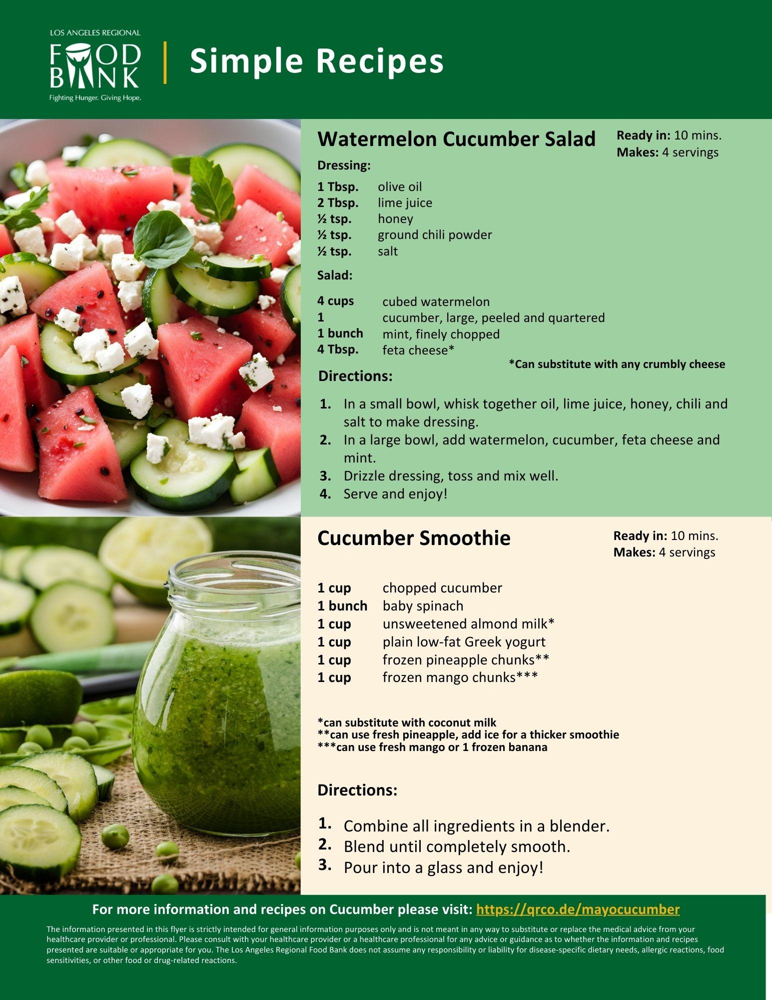 LOS ANGELES REGIONAL
FOOD
BANK
Fighting Hunger. Giving Hope.
Simple Recipes
Watermelon Cucumber Salad
Ready in: 10 mins.
Makes: 4 servings
Dressing:
1 Tbsp. olive oil
2 Tbsp. lime juice
½ tsp. honey
½ tsp. ground chili powder
½ tsp. salt
Salad:
4 cups cubed watermelon
1 cucumber, large, peeled and quartered
1 bunch mint, finely chopped
4 Tbsp. feta cheese*
*Can substitute with any crumbly cheese
Directions:
1. In a small bowl, whisk together oil, lime juice, honey, chili and
salt to make dressing.
2. In a large bowl, add watermelon, cucumber, feta cheese and
mint.
3. Drizzle dressing, toss and mix well.
4. Serve and enjoy!
Cucumber Smoothie
Ready in: 10 mins.
Makes: 4 servings
1 cup chopped cucumber
1 bunch baby spinach
1 cup unsweetened almond milk*
1 cup plain low-fat Greek yogurt
1 cup frozen pineapple chunks**
1 cup frozen mango chunks***
*can substitute with coconut milk
**can use fresh pineapple, add ice for a thicker smoothie
***can use fresh mango or 1 frozen banana
Directions:
1. Combine all ingredients in a blender.
2. Blend until completely smooth.
3. Pour into a glass and enjoy!
For more information and recipes on Cucumber please visit: https://qrco.de/mayocucumber
The information presented in this flyer is strictly intended for general information purposes only and is not meant in any way to substitute or replace the medical advice from your
healthcare provider or professional. Please consult with your healthcare provider or a healthcare professional for any advice or guidance as to whether the information and recipes
presented are suitable or appropriate for you. The Los Angeles Regional Food Bank does not assume any responsibility or liability for disease-specific dietary needs, allergic reactions, food
sensitivities, or other food or drug-related reactions.